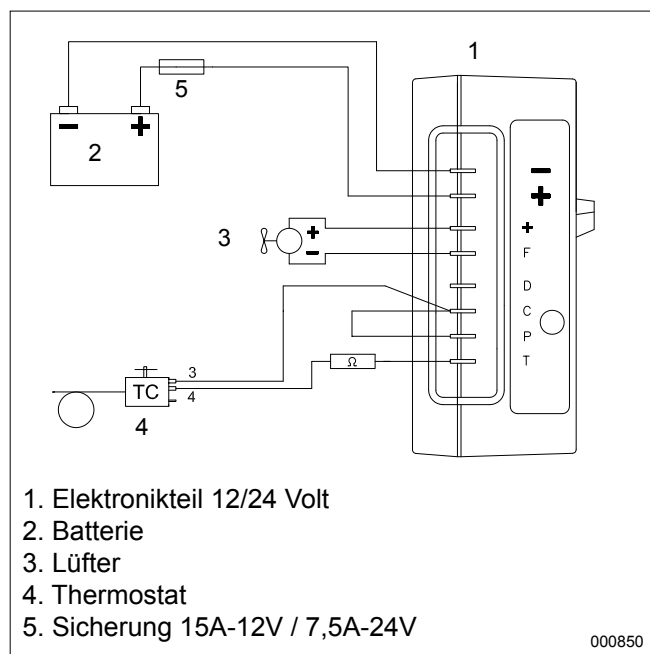 1
5
− +
2
−
+
+
3
+
−
F
D
C
P
T
Ω
3
TC
4
4
1. Elektronikteil 12/24 Volt
2. Batterie
3. Lüfter
4. Thermostat
5. Sicherung 15A-12V / 7,5A-24V
000850